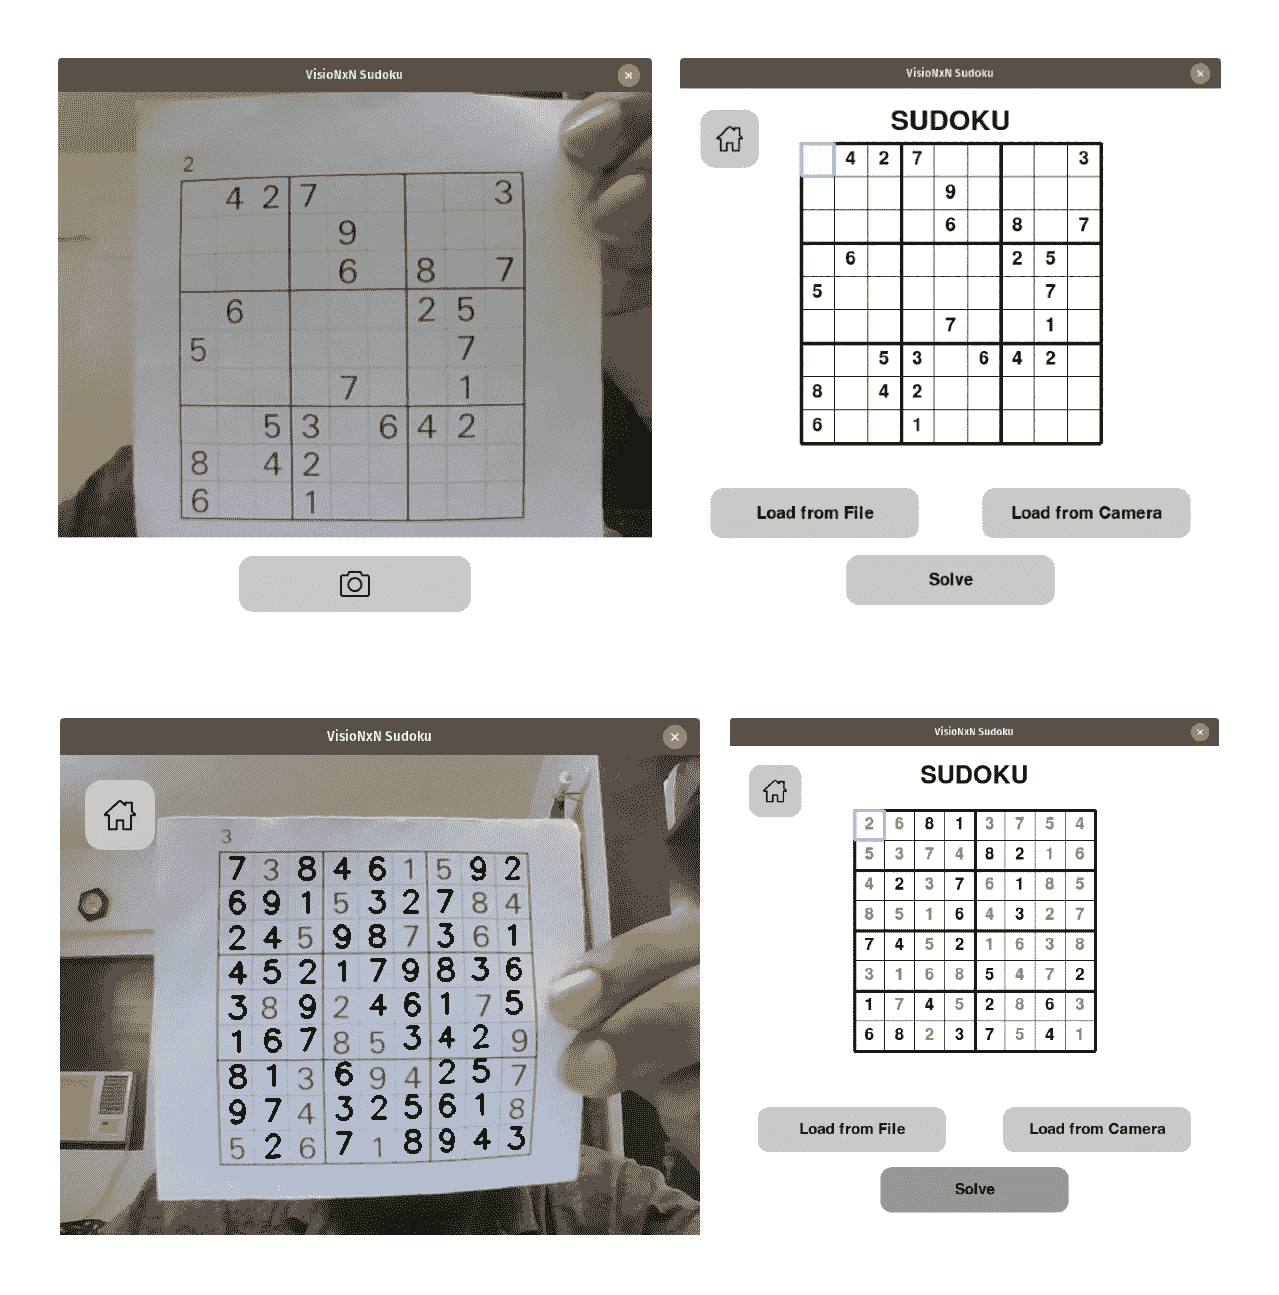 VisioNxN Sudoku
2
4 2 7 3
9
6 8 7
6 2 5
5 7
7 1
5 3 6 4 2
8 4 2
6 1
VisioNxN Sudoku
SUDOKU
4 2 7 3
9
6 8 7
6 2 5
5 7
7 1
5 3 6 4 2
8 4 2
6 1
Load from File Load from Camera
Solve
VisioNxN Sudoku
3
7 3 8 4 6 1 5 9 2
6 9 1 5 3 2 7 8 4
2 4 5 9 8 7 3 6 1
4 5 2 1 7 9 8 3 6
3 8 9 2 4 6 1 7 5
1 6 7 8 5 3 4 2 9
8 1 3 6 9 4 2 5 7
9 7 4 3 2 5 6 1 8
5 2 6 7 1 8 9 4 3
VisioNxN Sudoku
SUDOKU
2 6 8 1 3 7 5 4
5 3 7 4 8 2 1 6
4 2 3 7 6 1 8 5
8 5 1 6 4 3 2 7
7 4 5 2 1 6 3 8
3 1 6 8 5 4 7 2
1 7 4 5 2 8 6 3
6 8 2 3 7 5 4 1
Load from File Load from Camera
Solve